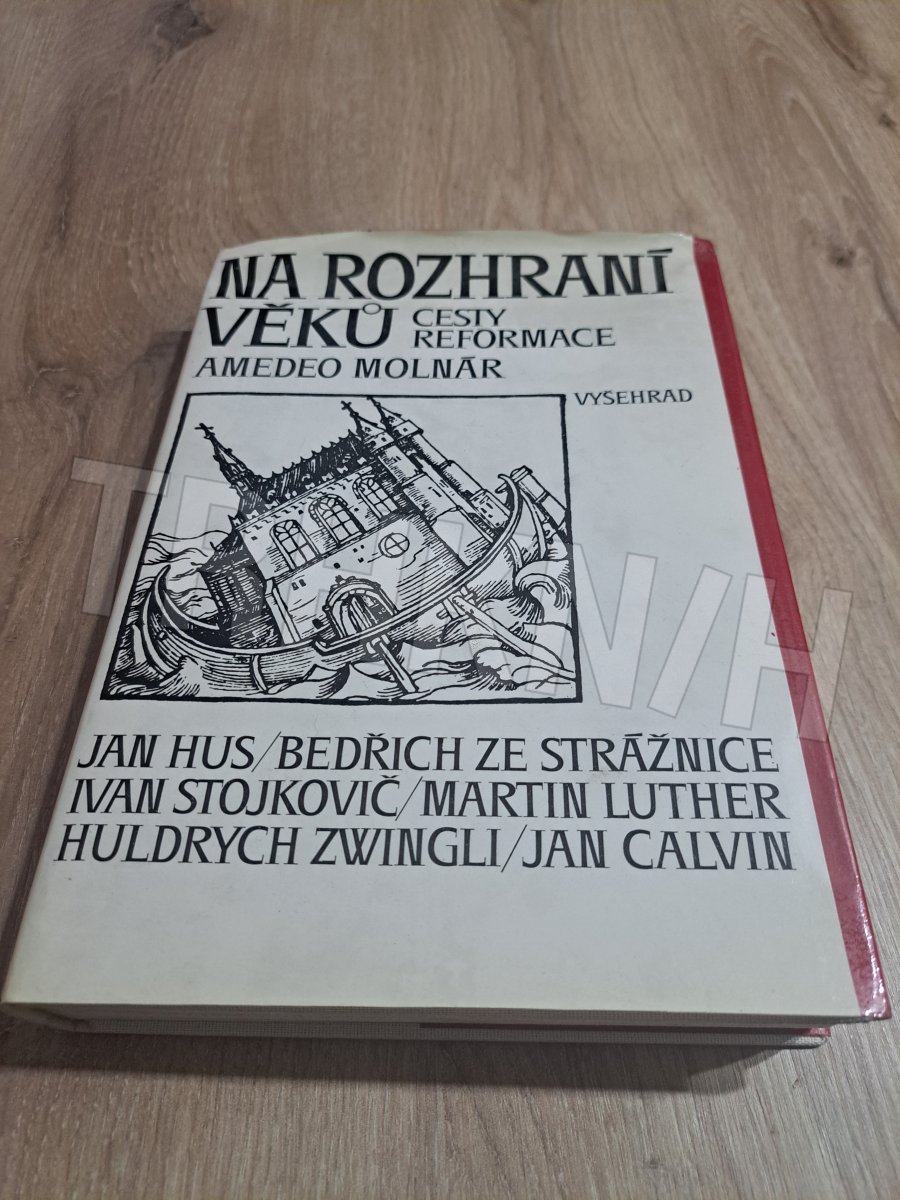 NA ROZHRANÍ
VĚKŮ CESTY
REFORMACE
AMEDEO MOLNÁR
VYŠEHRAD
JAN HUS/BEDŘICH ZE STRÁŽNICE
IVAN STOJKOVIČ/MARTIN LUTHER
HULDRYCH ZWINGLI/JAN CALVIN